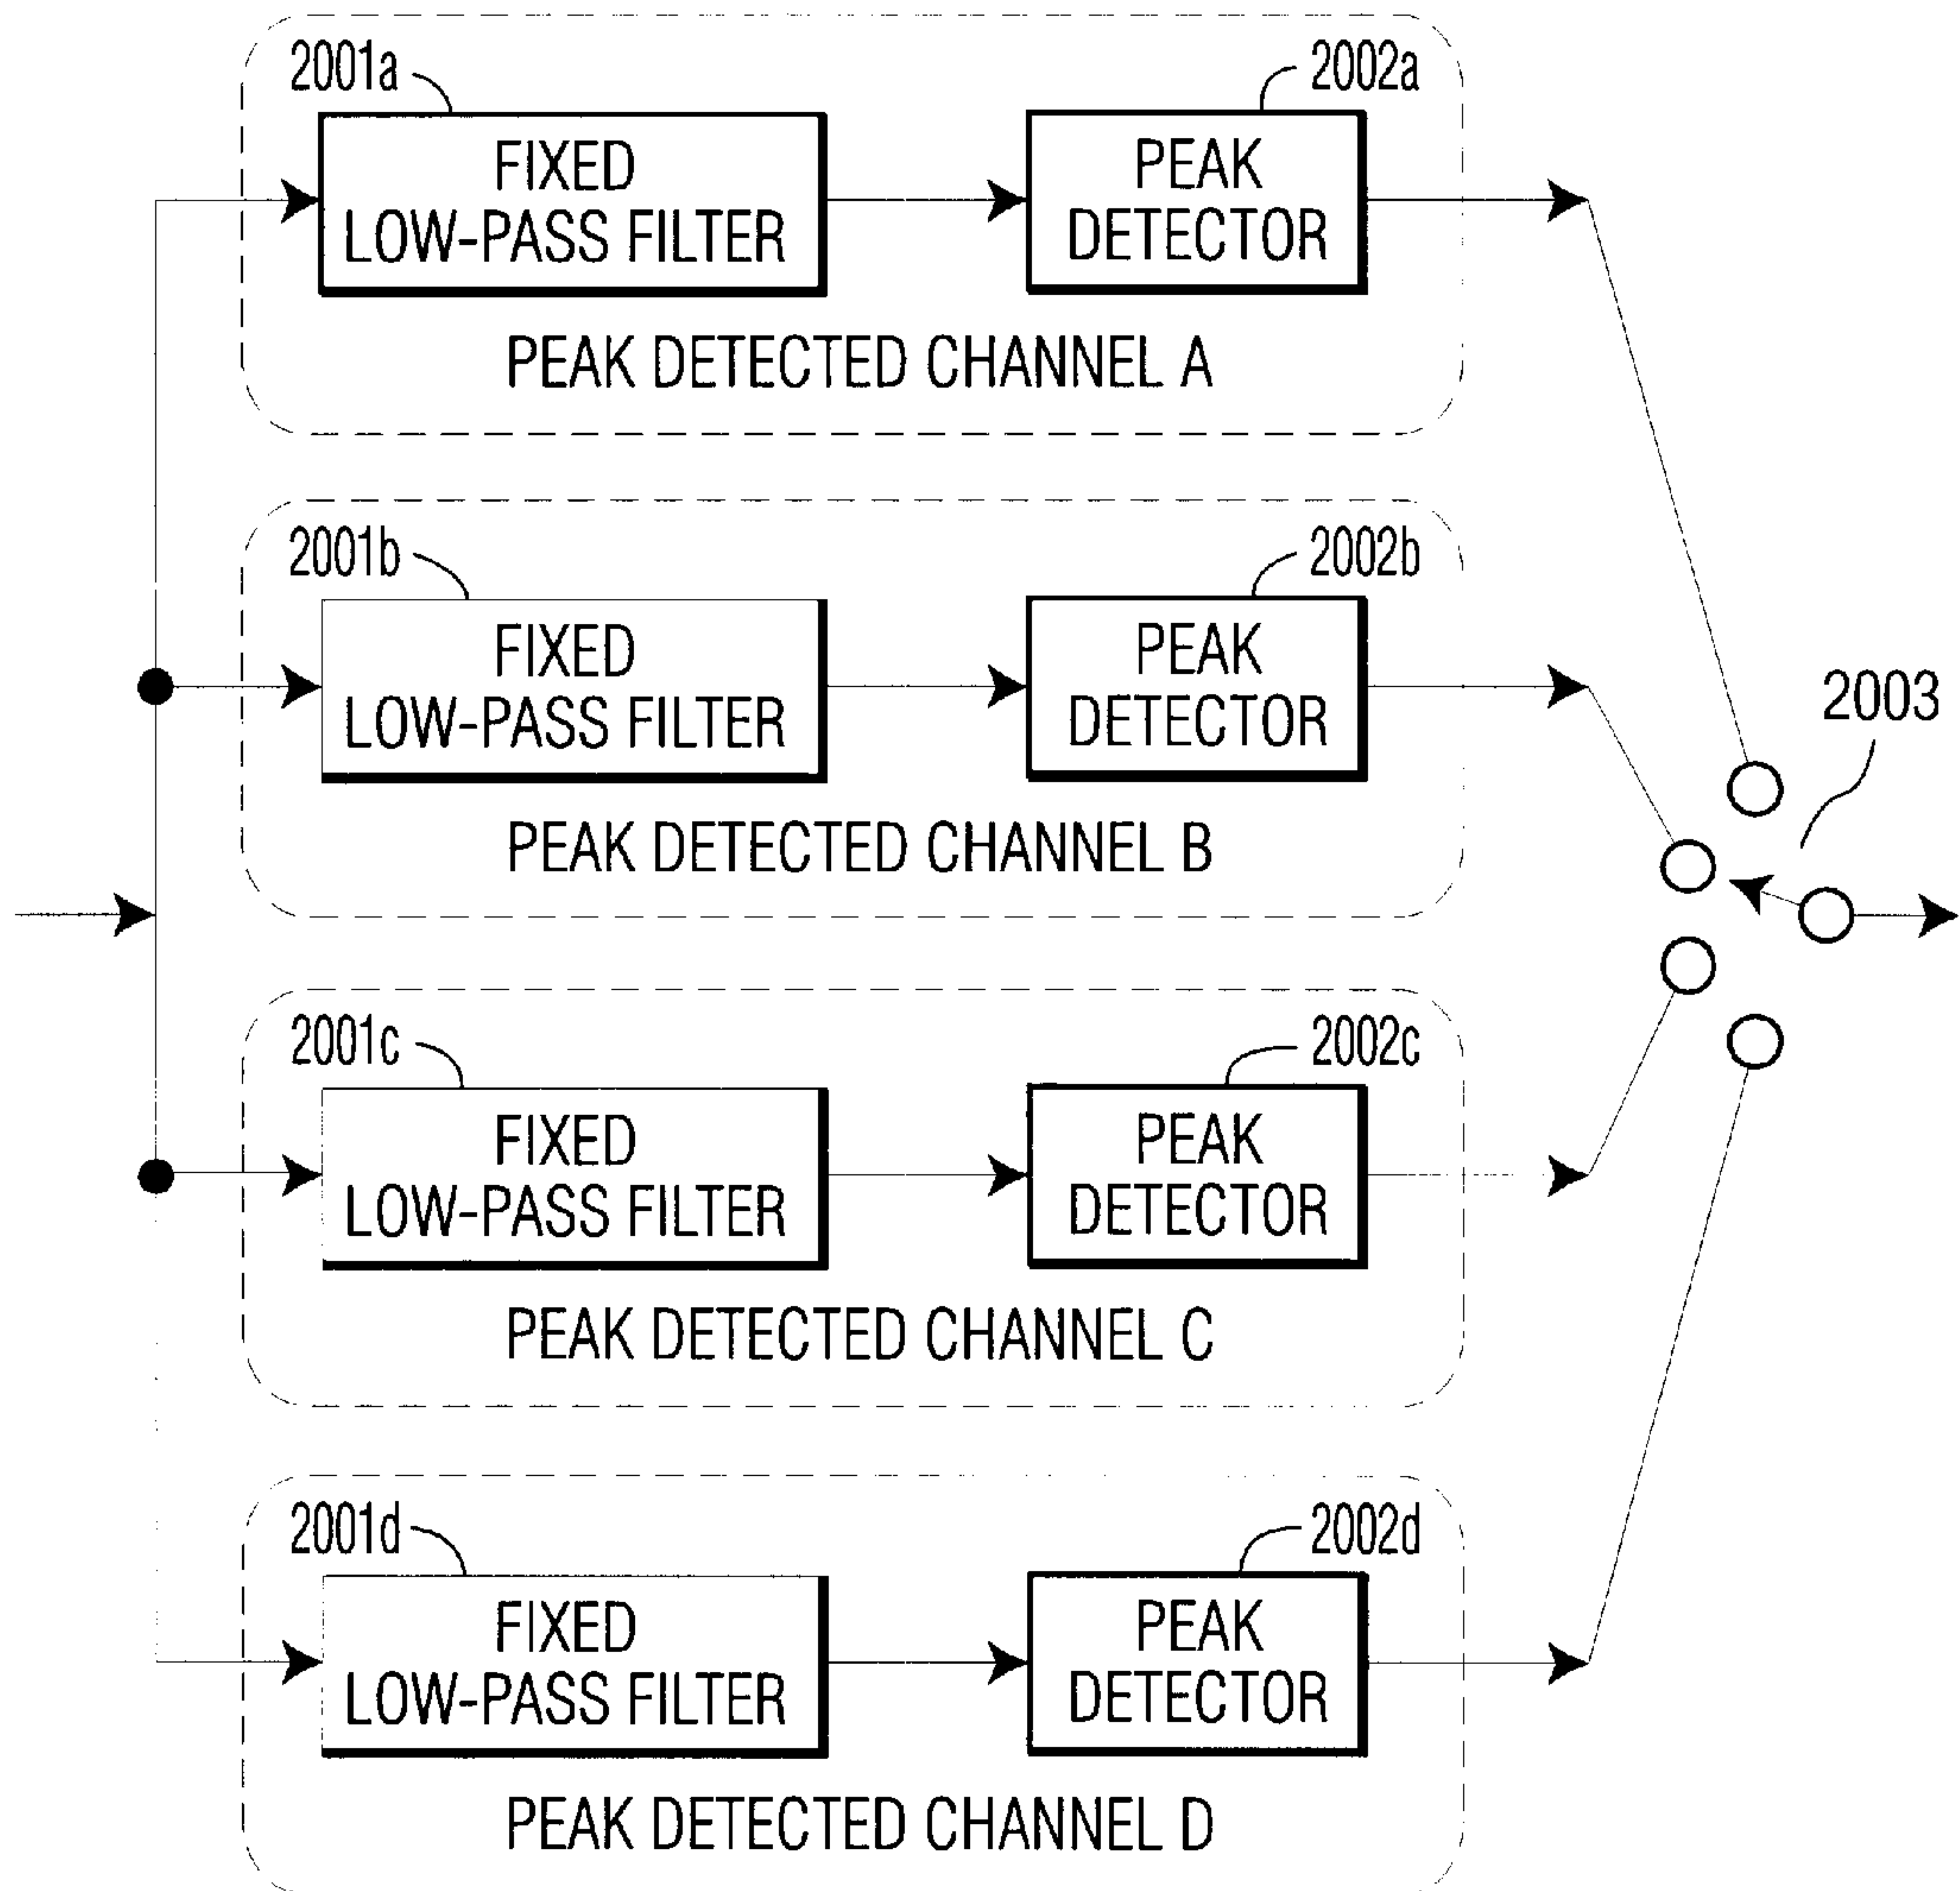 2001a
2002a
FIXED
LOW-PASS FILTER
PEAK
DETECTOR
PEAK DETECTED CHANNEL A
2001b
2002b
FIXED
LOW-PASS FILTER
PEAK
DETECTOR
PEAK DETECTED CHANNEL B
2003
2001c
2002c
FIXED
LOW-PASS FILTER
PEAK
DETECTOR
PEAK DETECTED CHANNEL C
2001d
2002d
FIXED
LOW-PASS FILTER
PEAK
DETECTOR
PEAK DETECTED CHANNEL D